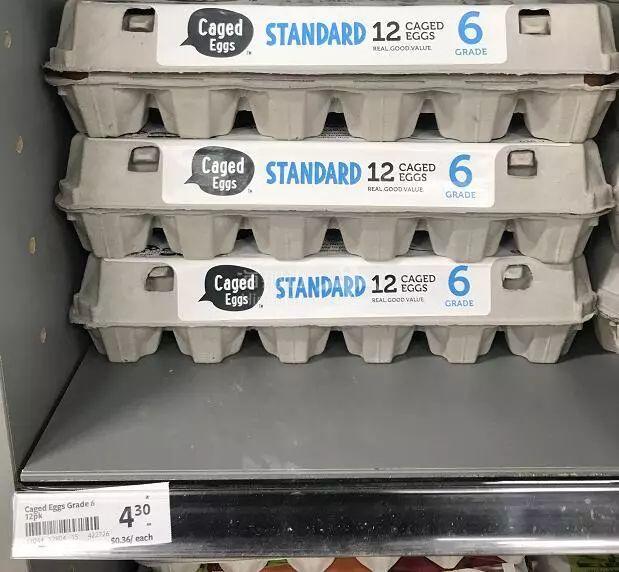 Caged Eggs
STANDARD 12 CAGED EGGS
REAL.GOOD.VALUE.
6 GRADE
Caged Eggs
STANDARD 12 CAGED EGGS
REAL.GOOD.VALUE.
6 GRADE
Caged Eggs
STANDARD 12 CAGED EGGS
REAL.GOOD.VALUE.
6 GRADE
Caged Eggs Grade 6
12pk
4 30
$0.36/ each